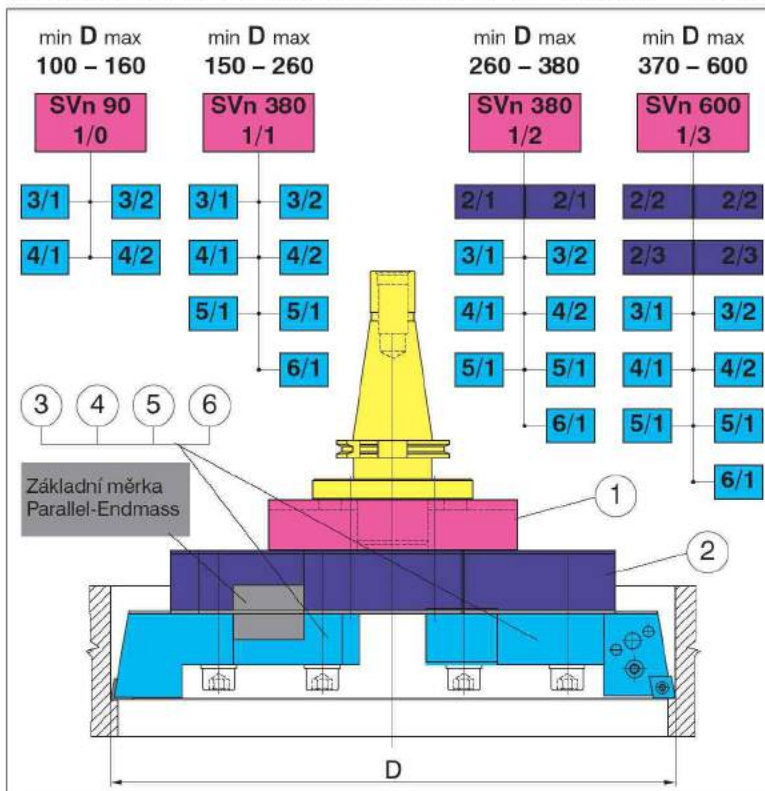 min D max
100 – 160
min D max
150 – 260
min D max
260 – 380
min D max
370 – 600
SVn 90
1/0
SVn 380
1/1
SVn 380
1/2
SVn 600
1/3
3/1 3/2
3/1 3/2
2/1 2/1
2/2 2/2
4/1 4/2
4/1 4/2
3/1 3/2
2/3 2/3
5/1 5/1
4/1 4/2
3/1 3/2
6/1
5/1 5/1
4/1 4/2
6/1
5/1 5/1
6/1
3 4 5 6
Základní měrka
Parallel-Endmass
1
2
D